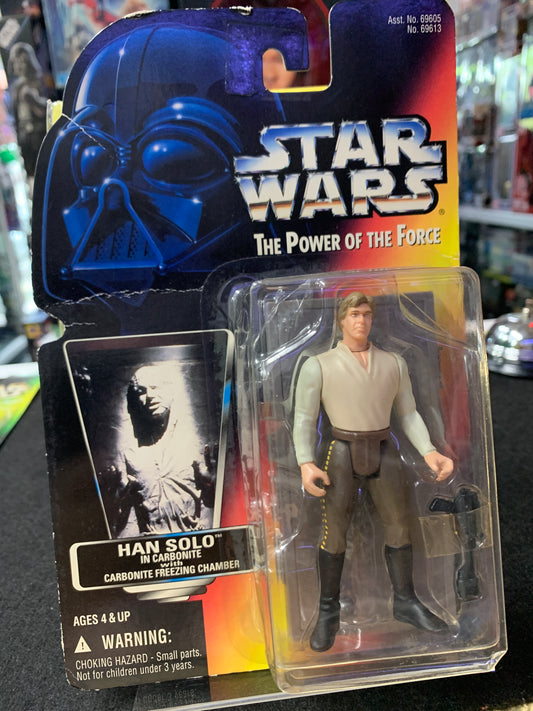 Asst. No. 69605
No. 69613
STAR
WARS®
THE POWER OF THE FORCE
HAN SOLO™
IN CARBONITE
with
CARBONITE FREEZING CHAMBER
AGES 4 & UP
⚠ WARNING:
CHOKING HAZARD - Small parts.
Not for children under 3 years.